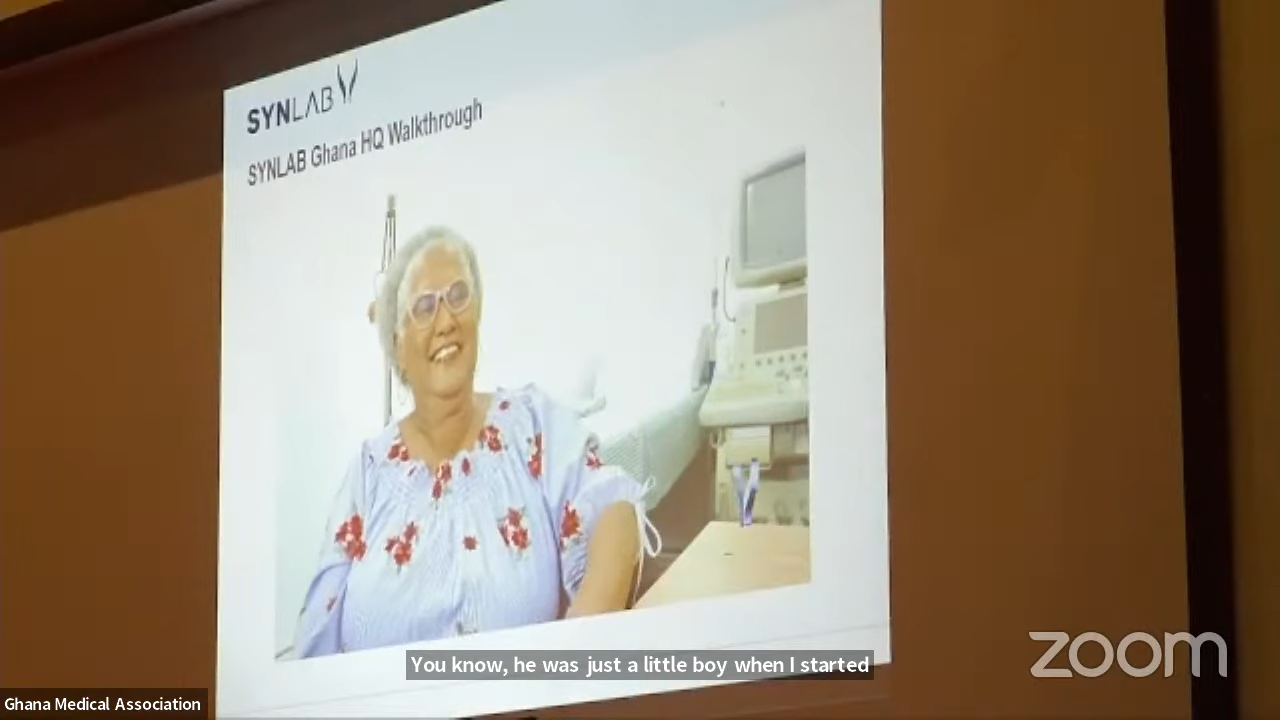 SYNLAB
SYNLAB Ghana HQ Walkthrough
You know, he was just a little boy when I started
Ghana Medical Association
zoom